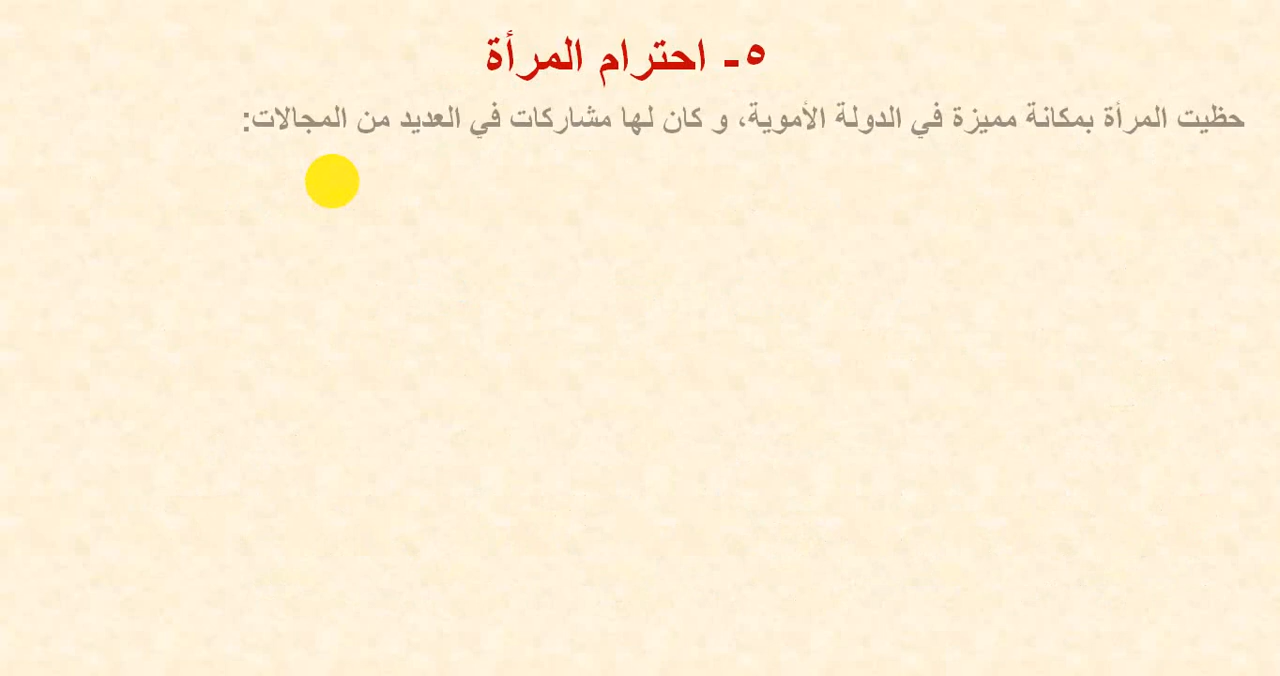 ٥- احترام المرأة
حظيت المرأة بمكانة مميزة في الدولة الأموية، و كان لها مشاركات في العديد من المجالات: